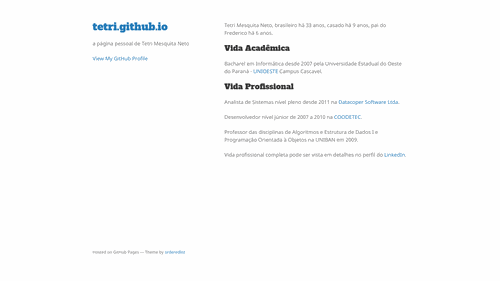 tetri.github.io
a página pessoal de Tetri Mesquita Neto
View My GitHub Profile
Tetri Mesquita Neto, brasileiro há 33 anos, casado há 9 anos, pai do
Frederico há 6 anos.
Vida Acadêmica
Bacharel em Informática desde 2007 pela Universidade Estadual do Oeste
do Paraná - UNIOESTE Campus Cascavel.
Vida Profissional
Analista de Sistemas nível pleno desde 2011 na Datacoper Software Ltda.
Desenvolvedor nível júnior de 2007 a 2010 na COODETEC.
Professor das disciplinas de Algoritmos e Estrutura de Dados I e
Programação Orientada à Objetos na UNIBAN em 2009.
Vida profissional completa pode ser vista em detalhes no perfil do LinkedIn.
Hosted on GitHub Pages — Theme by orderedlist